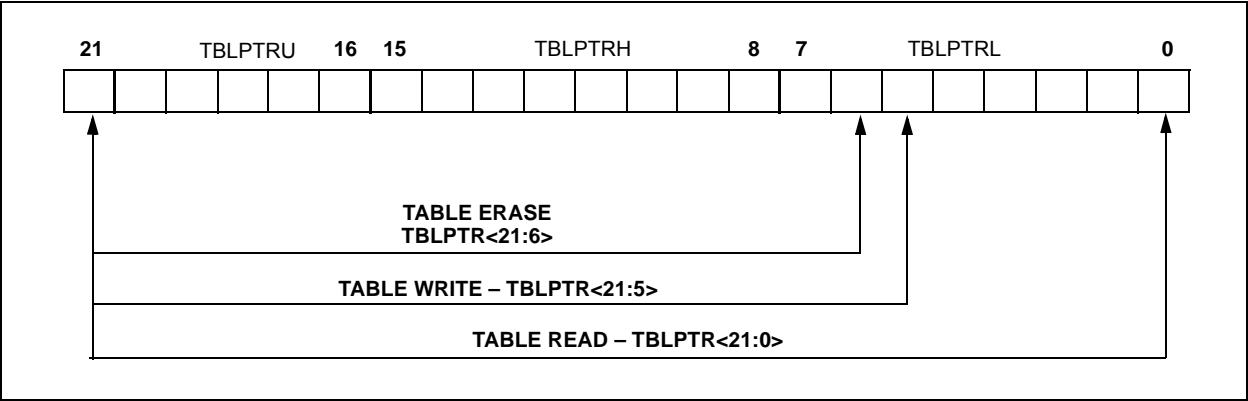 21 TBLPTRU 16 15 TBLPTRH 8 7 TBLPTRL 0
TABLE ERASE
TBLPTR<21:6>
TABLE WRITE – TBLPTR<21:5>
TABLE READ – TBLPTR<21:0>